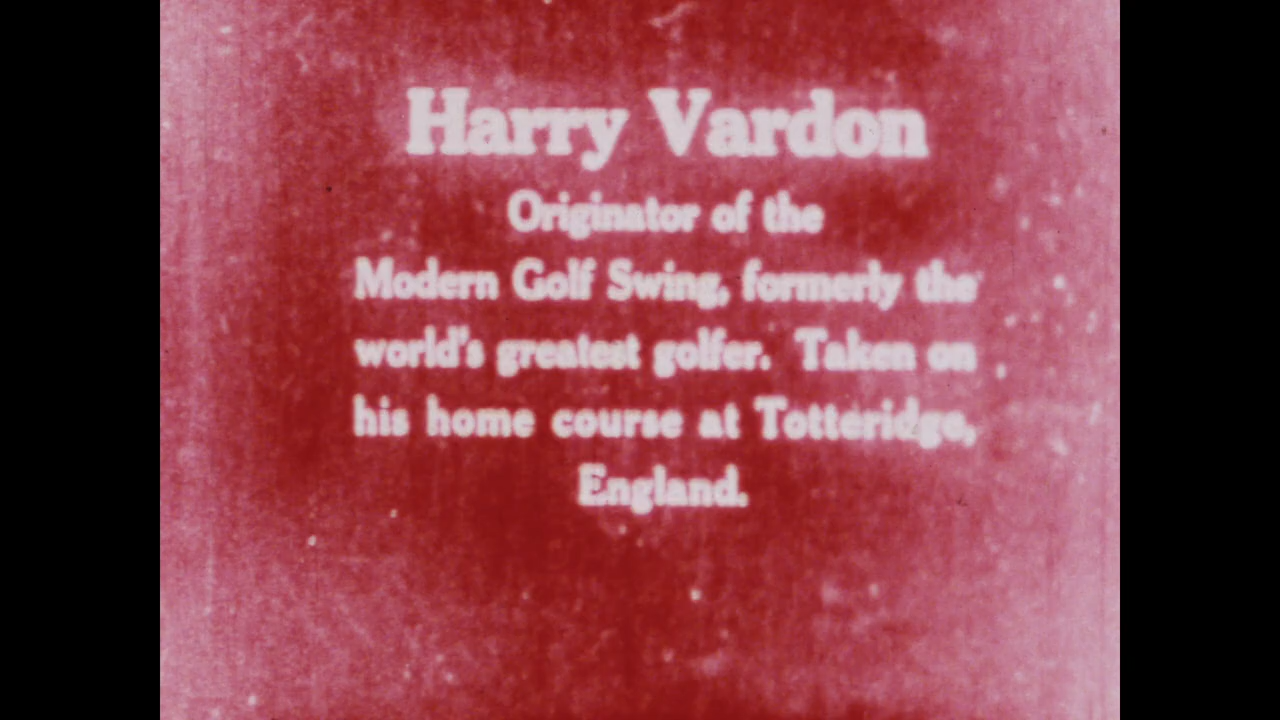 Harry Vardon
Originator of the
Modern Golf Swing, formerly the
world's greatest golfer. Taken on
his home course at Totteridge,
England.